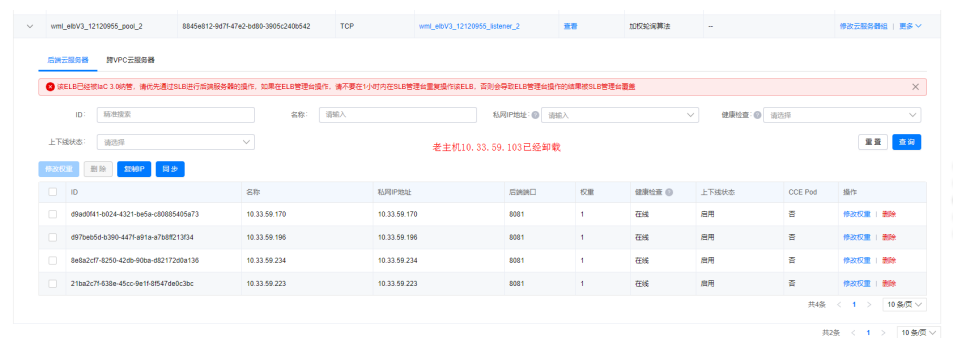 wml_elbV3_12120955_pool_2 8845e812-9d7f-47e2-bd80-3905c240b542 TCP wml_elbV3_12120955_listener_2 查看 加权轮询算法 -- 修改云服务器组 | 更多
后端云服务器 跨VPC云服务器
该ELB已经被IaC 3.0纳管，请优先通过SLB进行后端服务器的操作，如果在ELB管理台操作，请不要在1小时内在SLB管理台重复操作该ELB，否则会导致ELB管理台操作的结果被SLB管理台覆盖
ID: 精准搜索 名称: 请输入 私网IP地址: 请输入 健康检查: 请选择
上下线状态: 请选择 重置 查询
老主机10.33.59.103已经卸载
修改权重 删除 复制IP 同步
ID 名称 私网IP地址 后端端口 权重 健康检查 上下线状态 CCE Pod 操作
d9ad0f41-b024-4321-be5a-c80885405a73 10.33.59.170 10.33.59.170 8081 1 在线 启用 否 修改权重 | 删除
d97beb5d-b390-447f-a91a-a7b8ff213f34 10.33.59.196 10.33.59.196 8081 1 在线 启用 否 修改权重 | 删除
8e8a2cf7-8250-42db-90ba-d82172d0a136 10.33.59.234 10.33.59.234 8081 1 在线 启用 否 修改权重 | 删除
21ba2c7f-638e-45cc-9e1f-8f547de0c3bc 10.33.59.223 10.33.59.223 8081 1 在线 启用 否 修改权重 | 删除
共4条 < 1 > 10 条/页
共2条 < 1 > 10 条/页